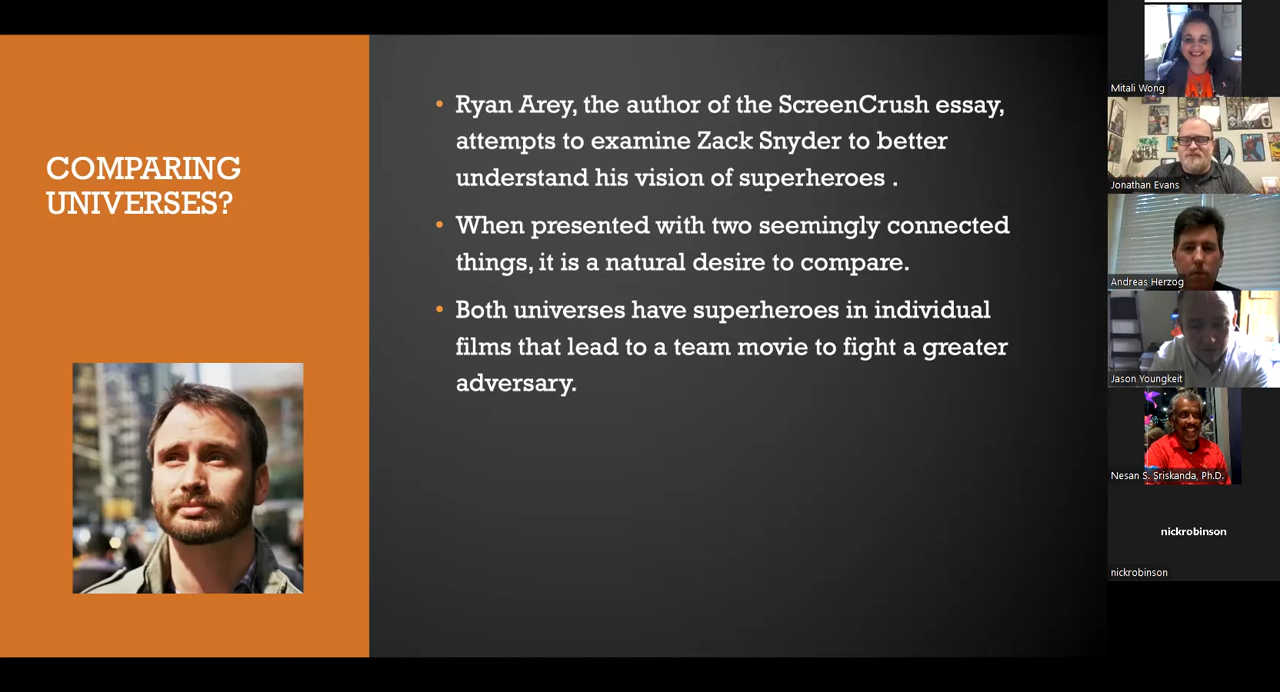 COMPARING
UNIVERSES?
• Ryan Arey, the author of the ScreenCrush essay,
attempts to examine Zack Snyder to better
understand his vision of superheroes .
• When presented with two seemingly connected
things, it is a natural desire to compare.
• Both universes have superheroes in individual
films that lead to a team movie to fight a greater
adversary.
Mitali Wong
Jonathan Evans
Andreas Herzog
Jason Youngkeit
Nesan S. Sriskanda, Ph.D.
nickrobinson
nickrobinson